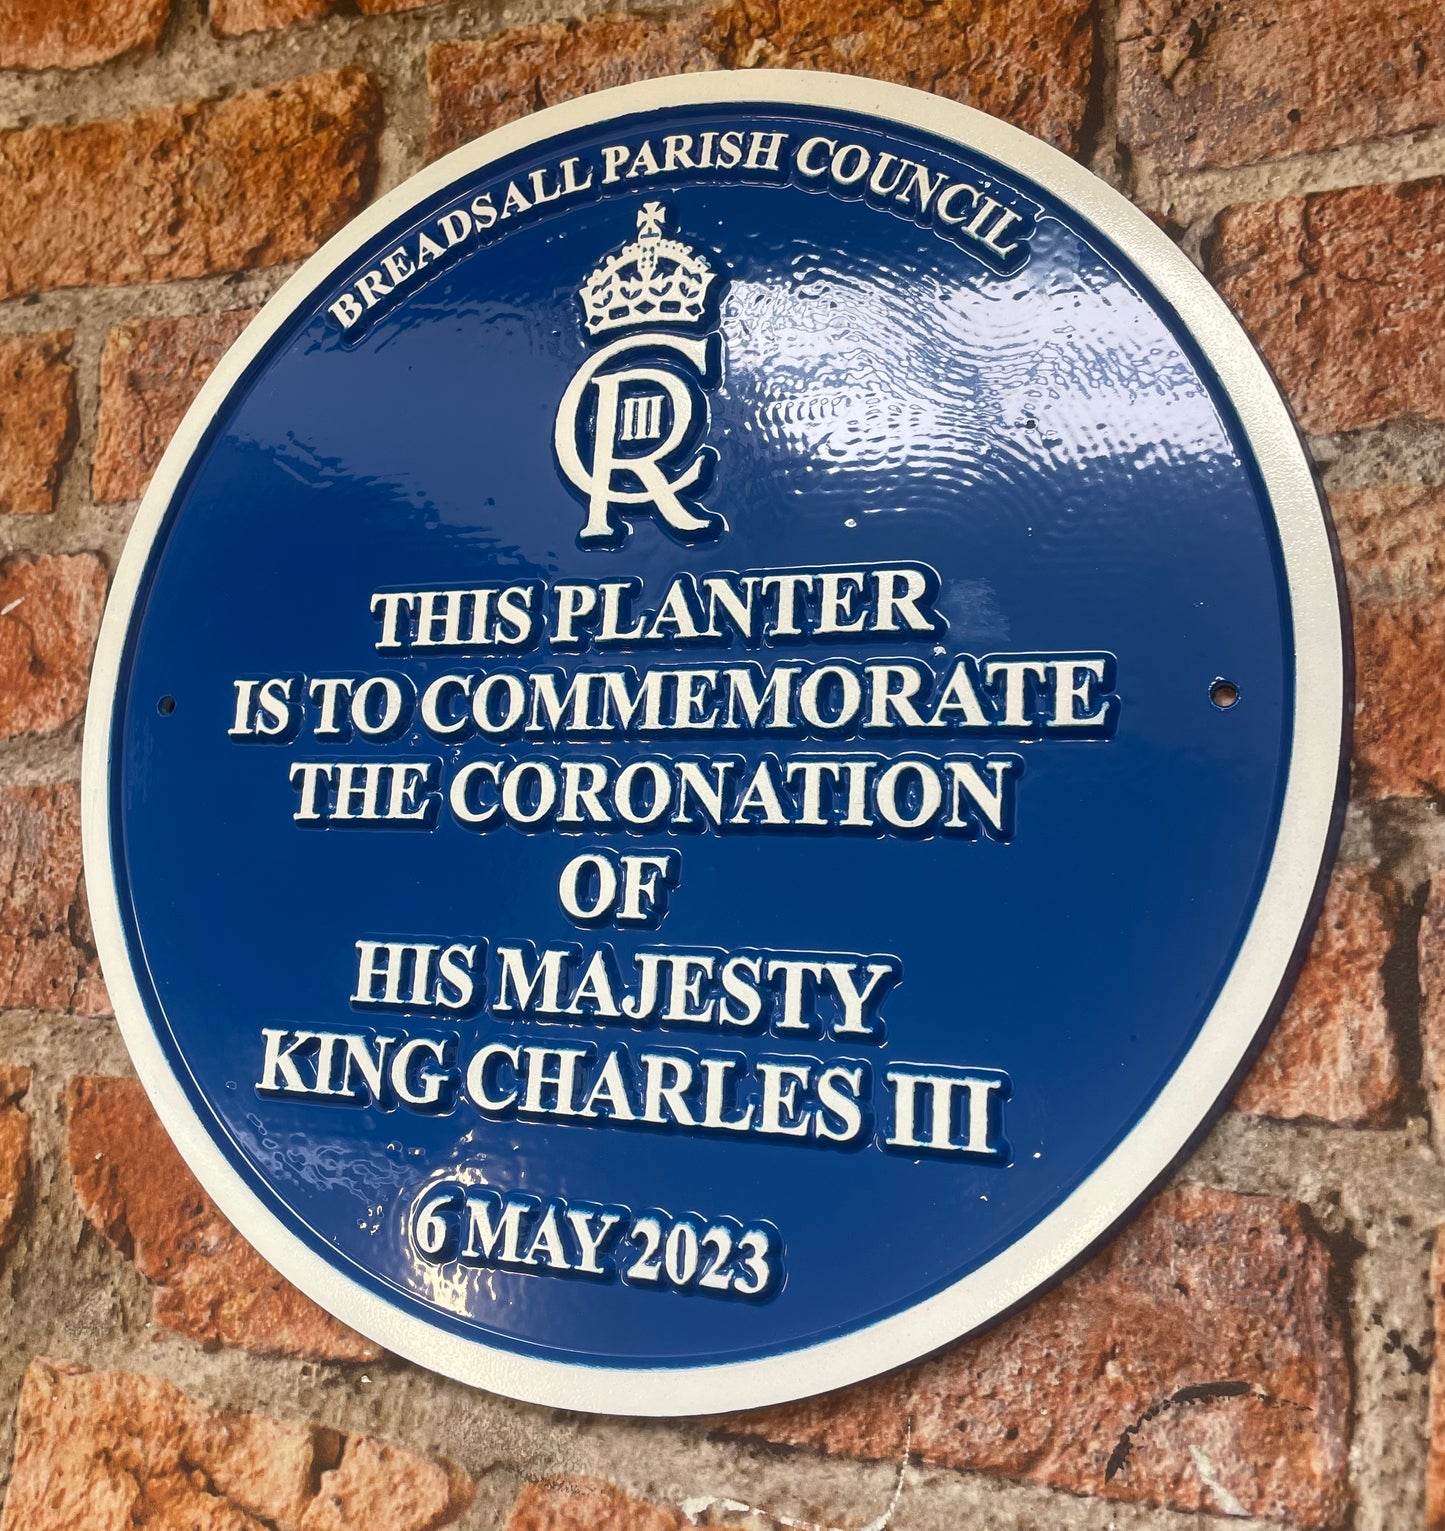 BREADSALL PARISH COUNCIL
CR III
THIS PLANTER
IS TO COMMEMORATE
THE CORONATION
OF
HIS MAJESTY
KING CHARLES III
6 MAY 2023